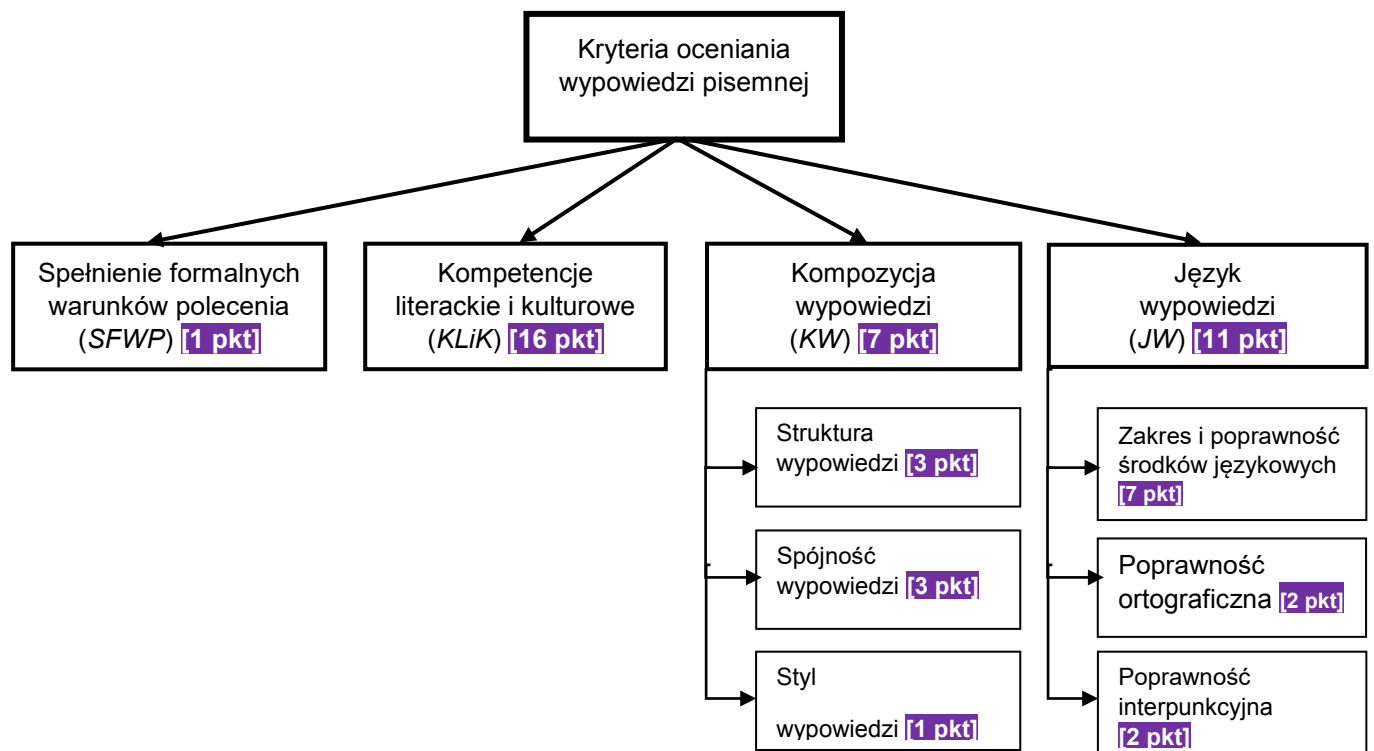 Kryteria oceniania
wypowiedzi pisemnej
Spełnienie formalnych
warunków polecenia
(SFWP) [1 pkt]
Kompetencje
literackie i kulturowe
(KLiK) [16 pkt]
Kompozycja
wypowiedzi
(KW) [7 pkt]
Język
wypowiedzi
(JW) [11 pkt]
Struktura
wypowiedzi [3 pkt]
Spójność
wypowiedzi [3 pkt]
Styl
wypowiedzi [1 pkt]
Zakres i poprawność
środków językowych
[7 pkt]
Poprawność
ortograficzna [2 pkt]
Poprawność
interpunkcyjna
[2 pkt]